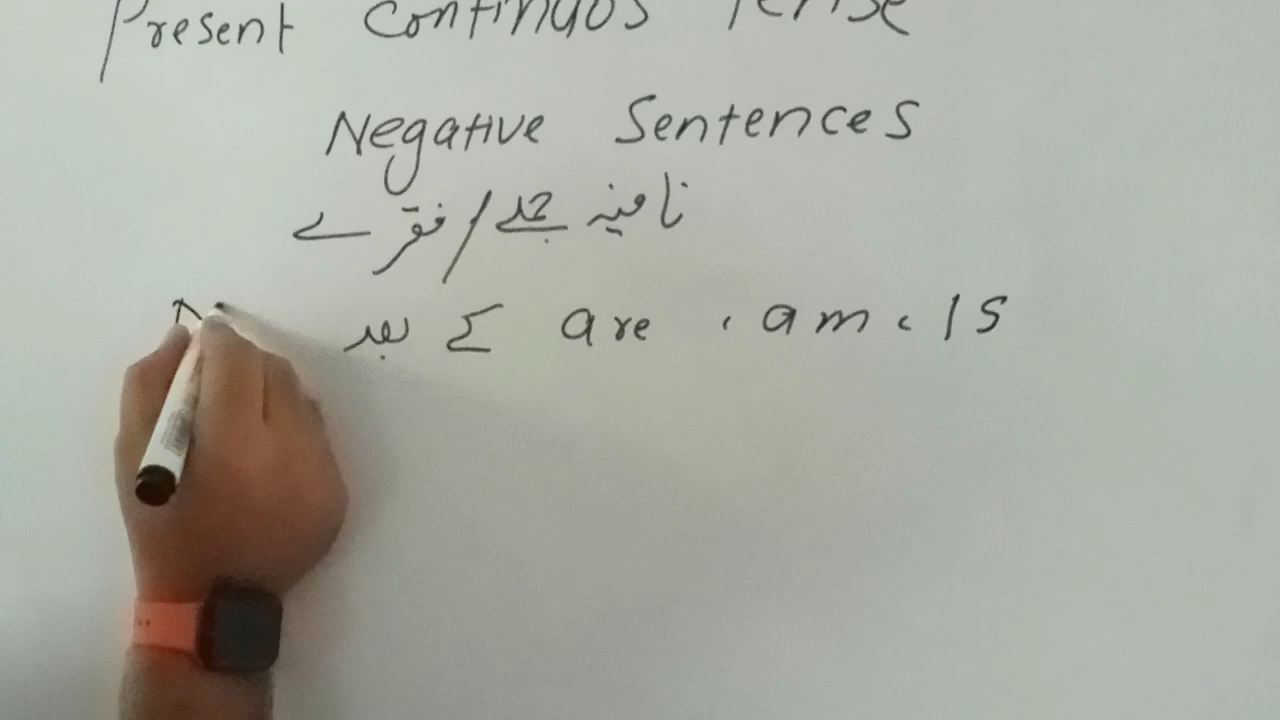 Present Continuos Tense
Negative Sentences
نافیہ جملے / فقرے
is ، am ، are کے بعد